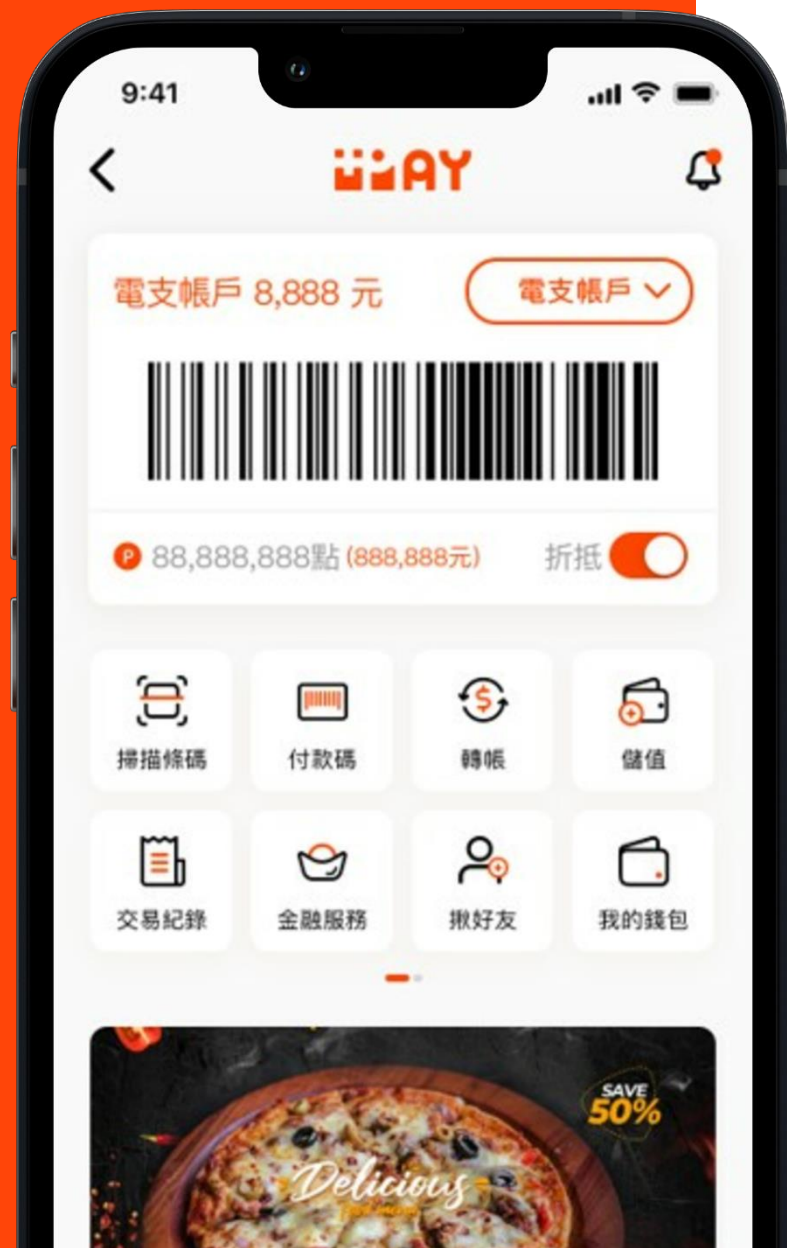 9:41
電支帳戶 8,888 元
電支帳戶
P 88,888,888點 (888,888元) 折抵
掃描條碼 付款碼 轉帳 儲值
交易紀錄 金融服務 揪好友 我的錢包
SAVE
50%
Delicious
food menu